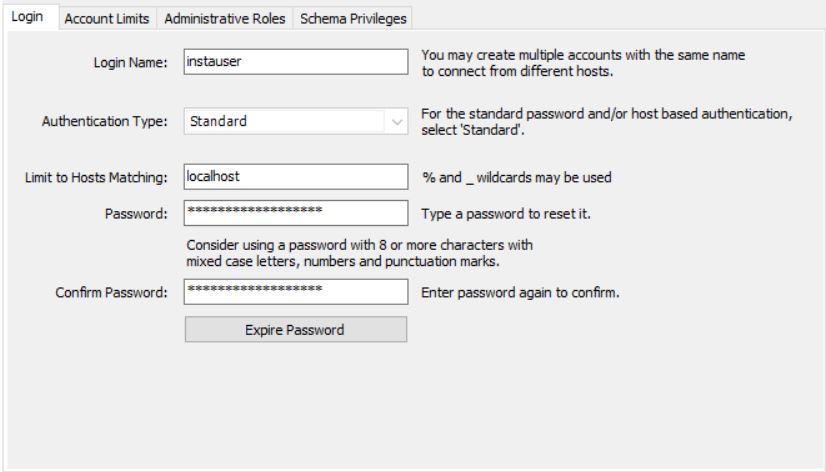 Login Account Limits Administrative Roles Schema Privileges
Login Name: instauser You may create multiple accounts with the same name
to connect from different hosts.
Authentication Type: Standard For the standard password and/or host based authentication,
select 'Standard'.
Limit to Hosts Matching: localhost % and _ wildcards may be used
Password: ****************** Type a password to reset it.
Consider using a password with 8 or more characters with
mixed case letters, numbers and punctuation marks.
Confirm Password: ****************** Enter password again to confirm.
Expire Password